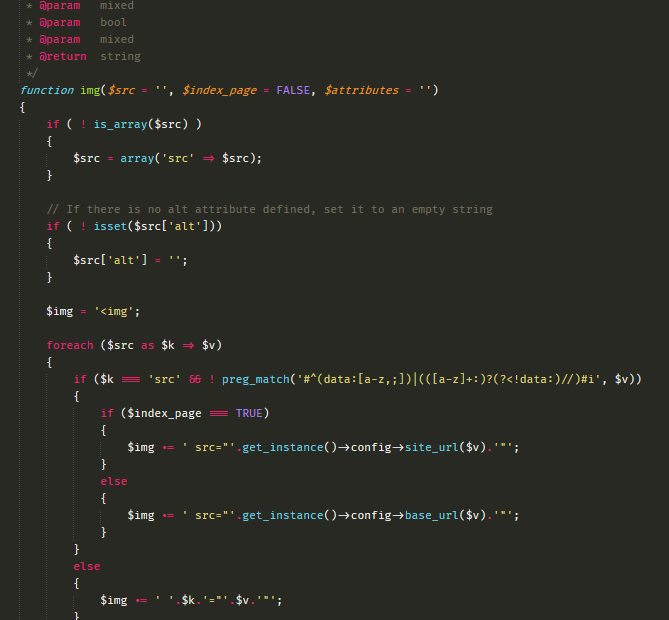 * @param   mixed
 * @param   bool
 * @param   mixed
 * @return  string
 */
function img($src = '', $index_page = FALSE, $attributes = '')
{
    if ( ! is_array($src) )
    {
        $src = array('src' => $src);
    }

    // If there is no alt attribute defined, set it to an empty string
    if ( ! isset($src['alt']))
    {
        $src['alt'] = '';
    }

    $img = '<img';

    foreach ($src as $k => $v)
    {
        if ($k === 'src' && ! preg_match('#^(data:[a-z,;])|(([a-z]+:)?(?<!data:)//)#i', $v))
        {
            if ($index_page === TRUE)
            {
                $img .= ' src="'.get_instance()->config->site_url($v).'"';
            }
            else
            {
                $img .= ' src="'.get_instance()->config->base_url($v).'"';
            }
        }
        else
        {
            $img .= ' '.$k.'="'.$v.'"';
        }